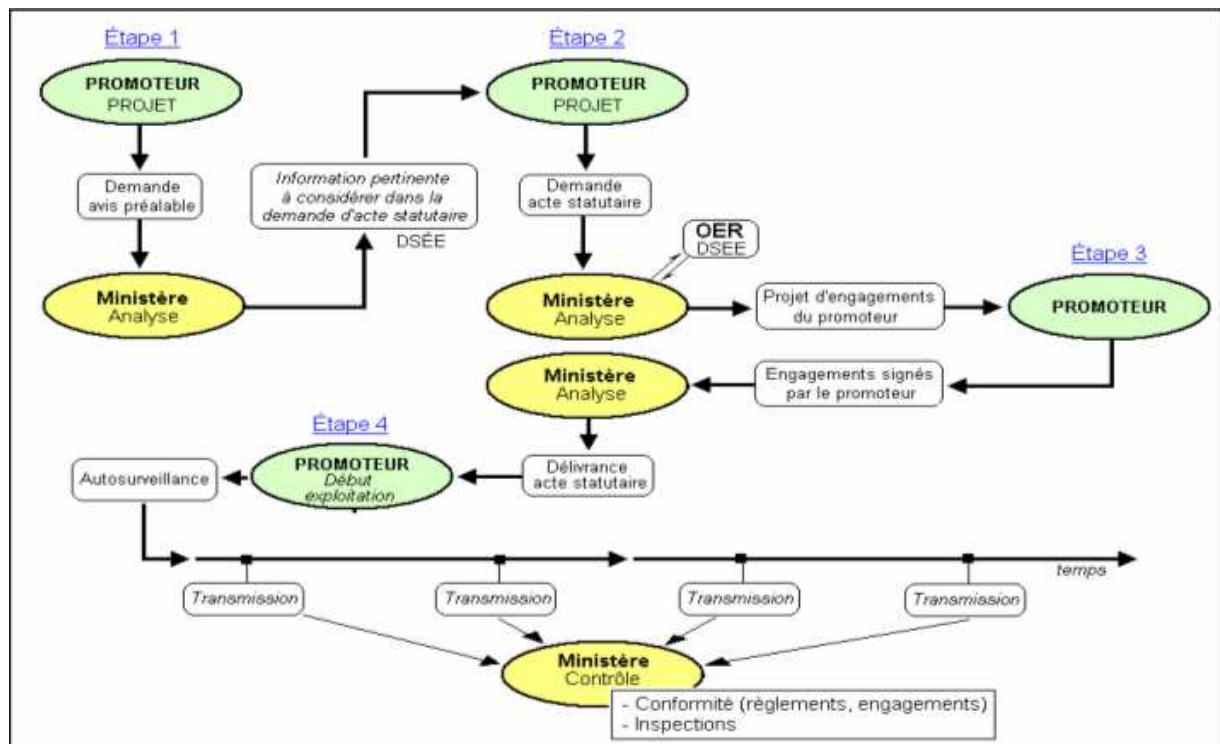 Étape 1
PROMOTEUR
PROJET
Demande
avis préalable
Ministère
Analyse
Information pertinente
à considérer dans la
demande d'acte statutaire
DSÉE
Étape 2
PROMOTEUR
PROJET
Demande
acte statutaire
OER
DSEE
Ministère
Analyse
Projet d'engagements
du promoteur
Étape 3
PROMOTEUR
Engagements signés
par le promoteur
Ministère
Analyse
Délivrance
acte statutaire
Étape 4
PROMOTEUR
Début
exploitation
Autosurveillance
temps
Transmission
Transmission
Transmission
Transmission
Ministère
Contrôle
- Conformité (règlements, engagements)
- Inspections